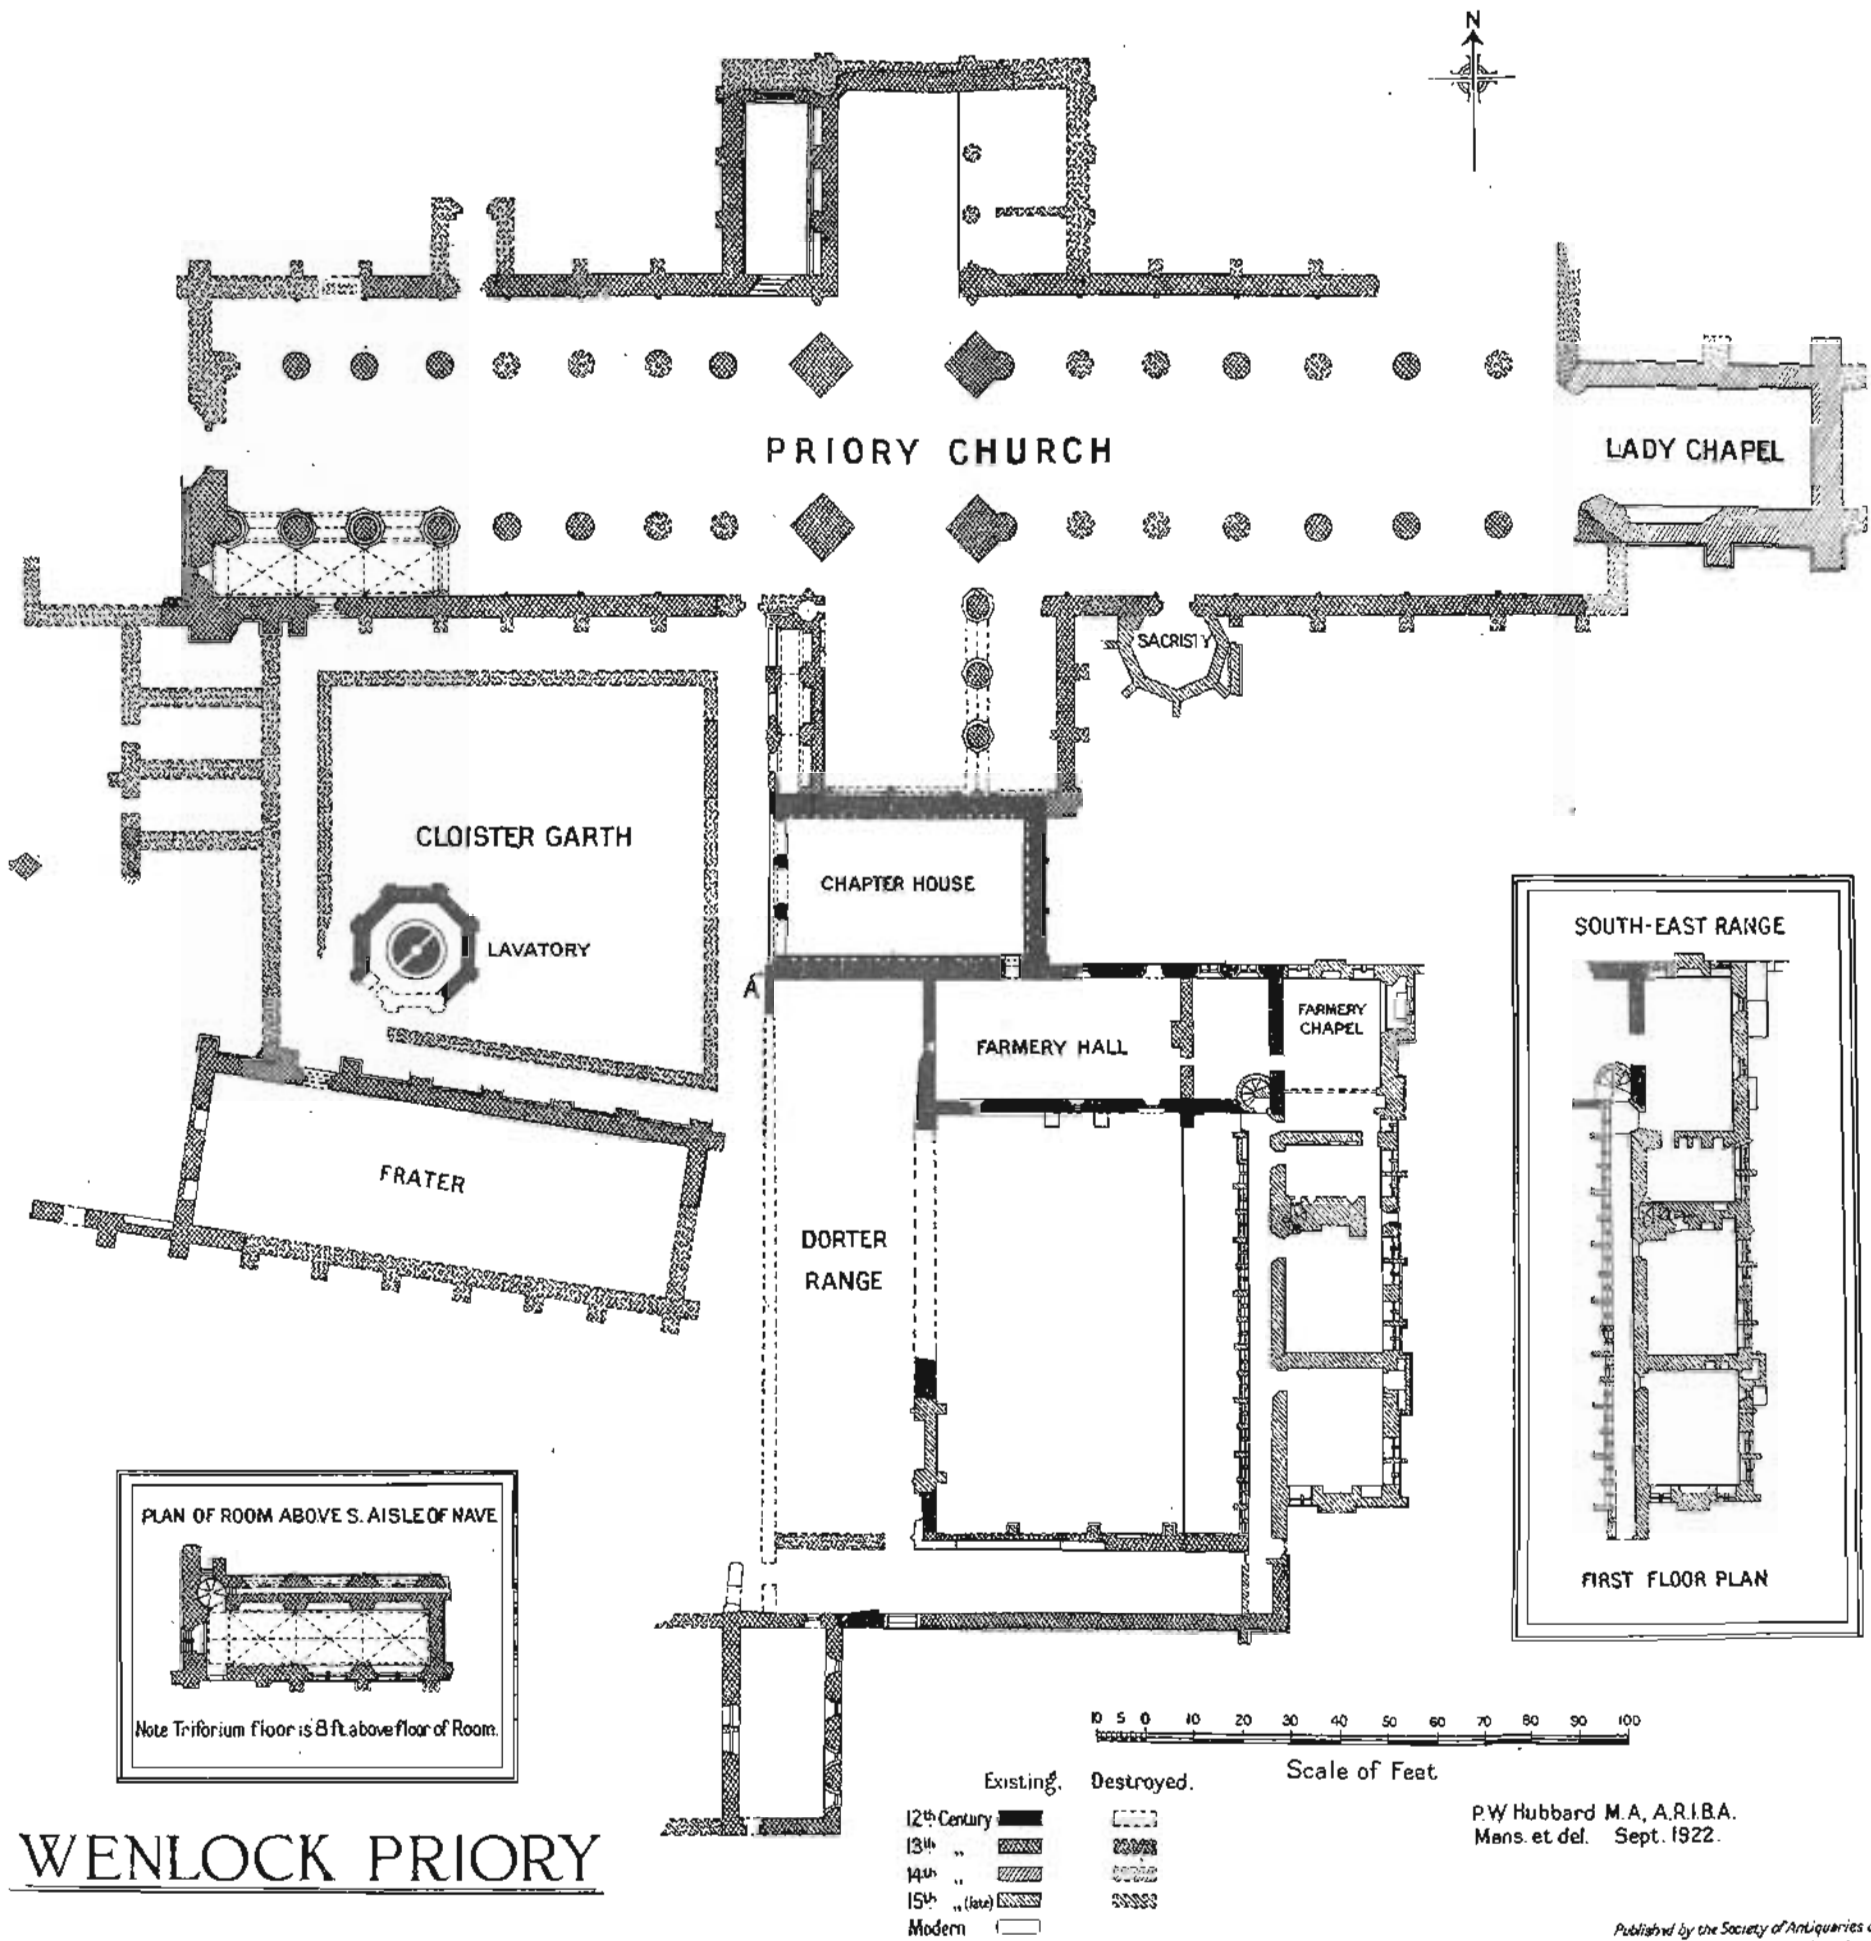 N
PRIORY CHURCH
LADY CHAPEL
SACRISTY
CLOISTER GARTH
CHAPTER HOUSE
LAVATORY
A
FARMERY HALL
FARMERY
CHAPEL
FRATER
DORTER
RANGE
SOUTH-EAST RANGE
FIRST FLOOR PLAN
PLAN OF ROOM ABOVE S. AISLE OF NAVE
Note Triforium floor is 8 ft. above floor of Room.
10 5 0 10 20 30 40 50 60 70 80 90 100
Scale of Feet
Existing. Destroyed.
12th Century
13th „
14th „
15th „ (late)
Modern
P.W Hubbard M.A, A.R.I.B.A.
Mens. et del. Sept. 1922.
WENLOCK PRIORY
Published by the Society of Antiquaries